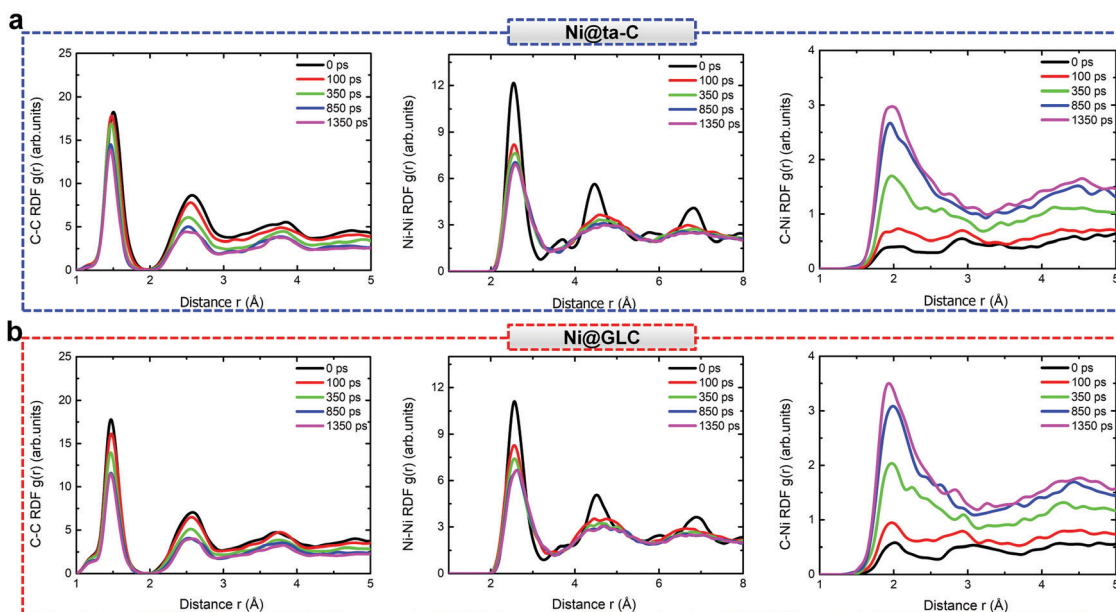 a
Ni@ta-C
C-C RDF g(r) (arb.units)
25
20
15
10
5
0
1 2 3 4 5
Distance r (Å)
0 ps
100 ps
350 ps
850 ps
1350 ps
Ni-Ni RDF g(r) (arb.units)
12
9
6
3
0
2 4 6 8
Distance r (Å)
0 ps
100 ps
350 ps
850 ps
1350 ps
C-Ni RDF g(r) (arb.units)
4
3
2
1
0
1 2 3 4 5
Distance r (Å)
0 ps
100 ps
350 ps
850 ps
1350 ps
b
Ni@GLC
C-C RDF g(r) (arb.units)
25
20
15
10
5
0
1 2 3 4 5
Distance r (Å)
0 ps
100 ps
350 ps
850 ps
1350 ps
Ni-Ni RDF g(r) (arb.units)
12
9
6
3
0
2 4 6 8
Distance r (Å)
0 ps
100 ps
350 ps
850 ps
1350 ps
C-Ni RDF g(r) (arb.units)
4
3
2
1
0
1 2 3 4 5
Distance r (Å)
0 ps
100 ps
350 ps
850 ps
1350 ps